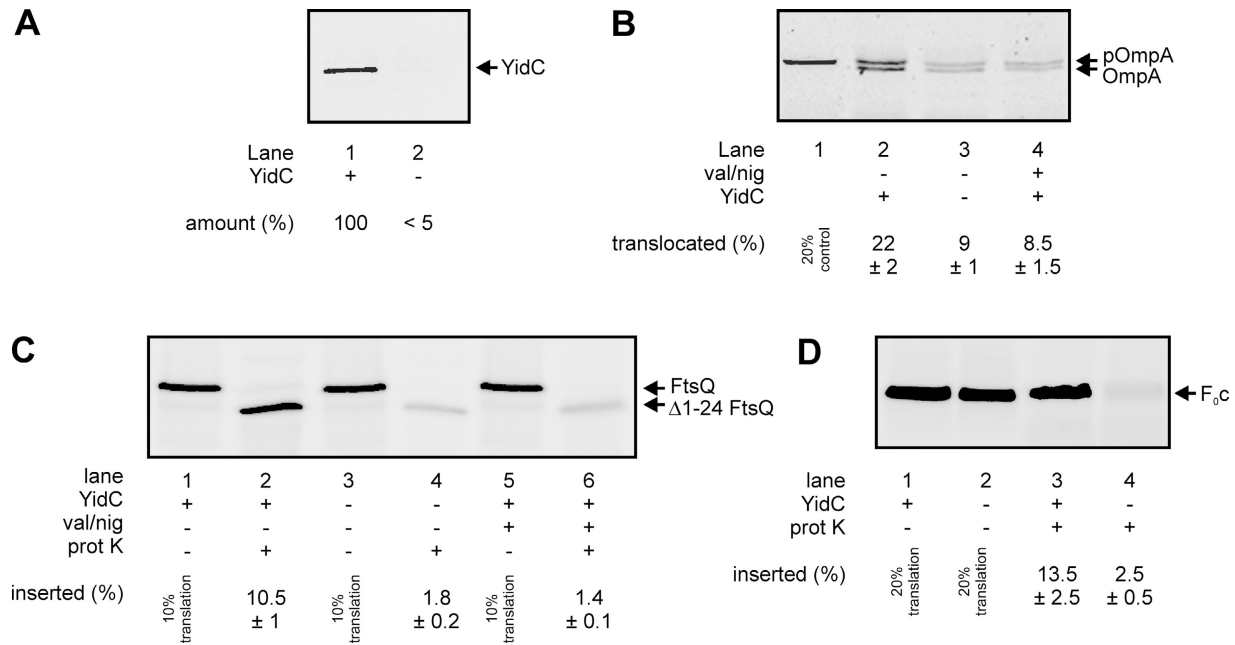 A
YidC
Lane 1 2
YidC + -
amount (%) 100 < 5
B
pOmpA
OmpA
Lane 1 2 3 4
val/nig - - +
YidC + - +
translocated (%) 20% control 22 ± 2 9 ± 1 8.5 ± 1.5
C
FtsQ
Δ1-24 FtsQ
lane 1 2 3 4 5 6
YidC + + - - + +
val/nig - - - - + +
prot K - + - + - +
inserted (%) 10% translation 10.5 ± 1 10% translation 1.8 ± 0.2 10% translation 1.4 ± 0.1
D
F₀c
lane 1 2 3 4
YidC + - + -
prot K - - + +
inserted (%) 20% translation 20% translation 13.5 ± 2.5 2.5 ± 0.5